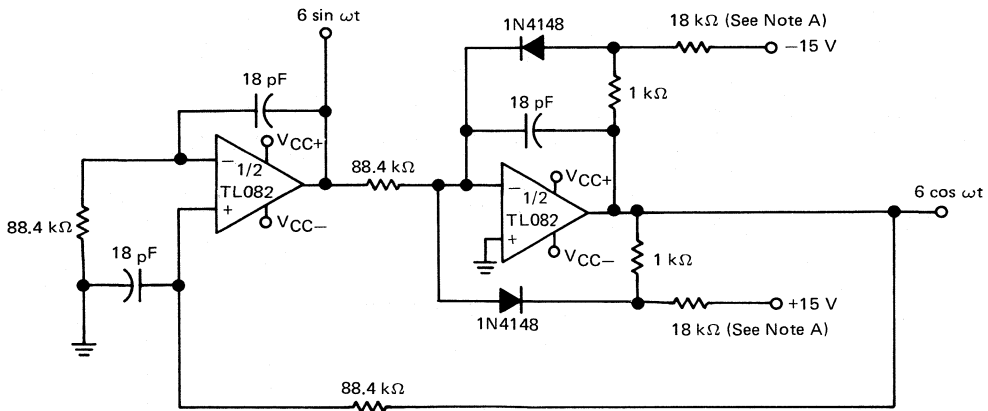 6 sin ωt
1N4148
18 kΩ (See Note A)
−15 V
18 pF
1 kΩ
18 pF
VCC+
−
1/2
TL082
+
VCC−
88.4 kΩ
88.4 kΩ
18 pF
VCC+
−
1/2
TL082
+
VCC−
6 cos ωt
1 kΩ
1N4148
+15 V
18 kΩ (See Note A)
88.4 kΩ